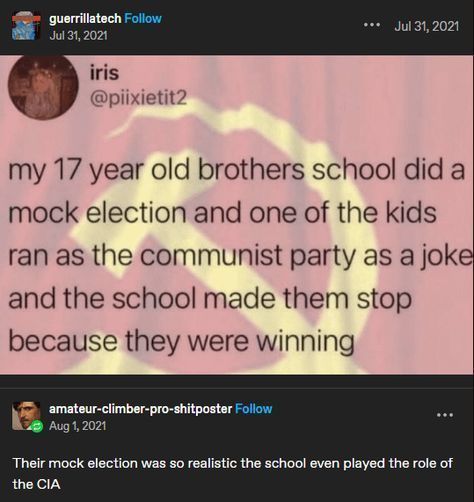 guerrillatech Follow
Jul 31, 2021
Jul 31, 2021
iris
@piixietit2
my 17 year old brothers school did a
mock election and one of the kids
ran as the communist party as a joke
and the school made them stop
because they were winning
amateur-climber-pro-shitposter Follow
Aug 1, 2021
Their mock election was so realistic the school even played the role of
the CIA